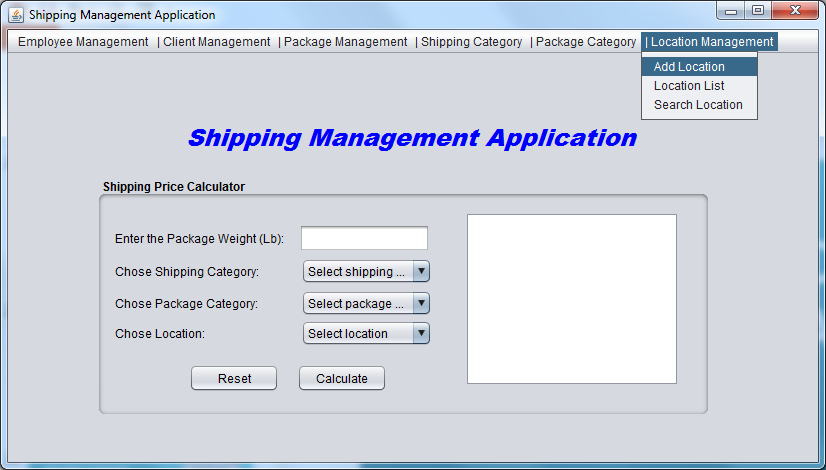 Shipping Management Application
Employee Management | Client Management | Package Management | Shipping Category | Package Category | Location Management
Add Location
Location List
Search Location
Shipping Management Application
Shipping Price Calculator
Enter the Package Weight (Lb):
Chose Shipping Category: Select shipping ...
Chose Package Category: Select package ...
Chose Location: Select location
Reset Calculate